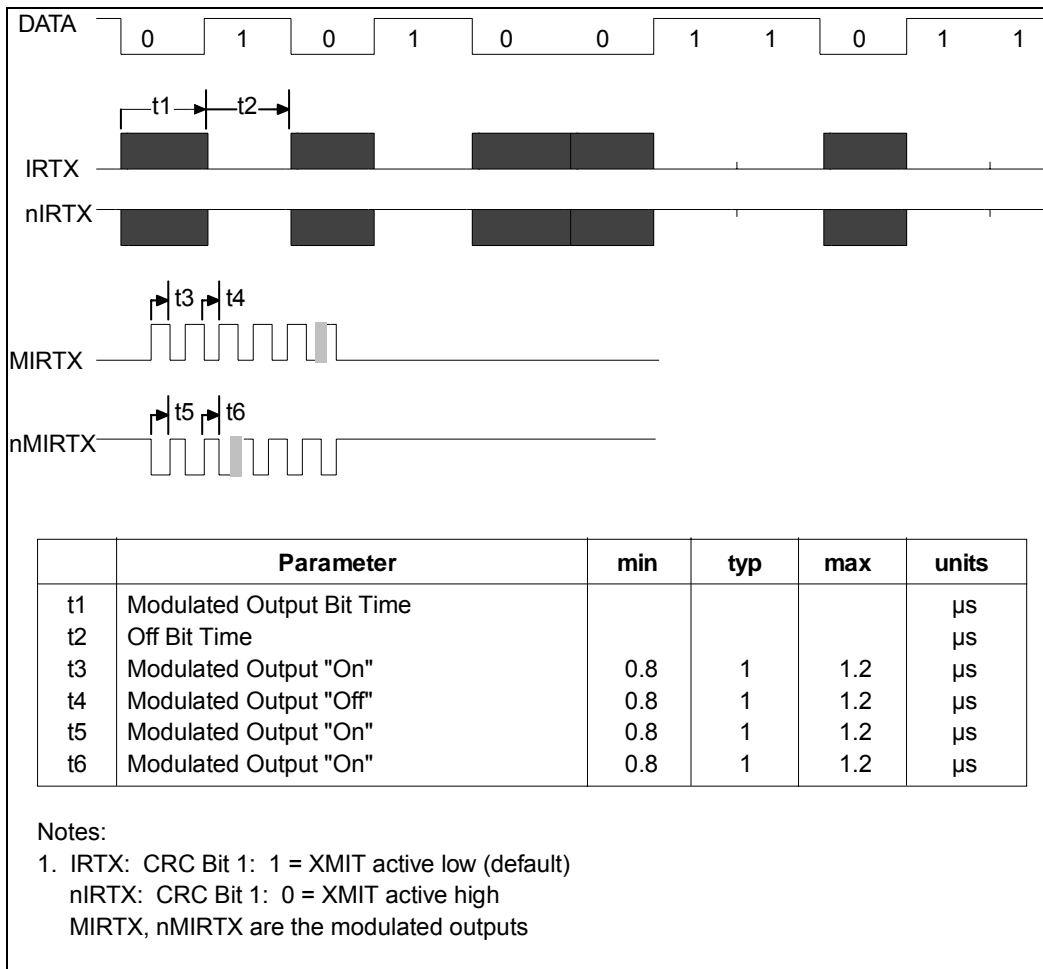 DATA
0 1 0 1 0 0 1 1 0 1 1
t1 t2
IRTX
nIRTX
t3 t4
MIRTX
t5 t6
nMIRTX
Parameter min typ max units
t1 Modulated Output Bit Time µs
t2 Off Bit Time µs
t3 Modulated Output "On" 0.8 1 1.2 µs
t4 Modulated Output "Off" 0.8 1 1.2 µs
t5 Modulated Output "On" 0.8 1 1.2 µs
t6 Modulated Output "On" 0.8 1 1.2 µs
Notes:
1. IRTX: CRC Bit 1: 1 = XMIT active low (default)
nIRTX: CRC Bit 1: 0 = XMIT active high
MIRTX, nMIRTX are the modulated outputs